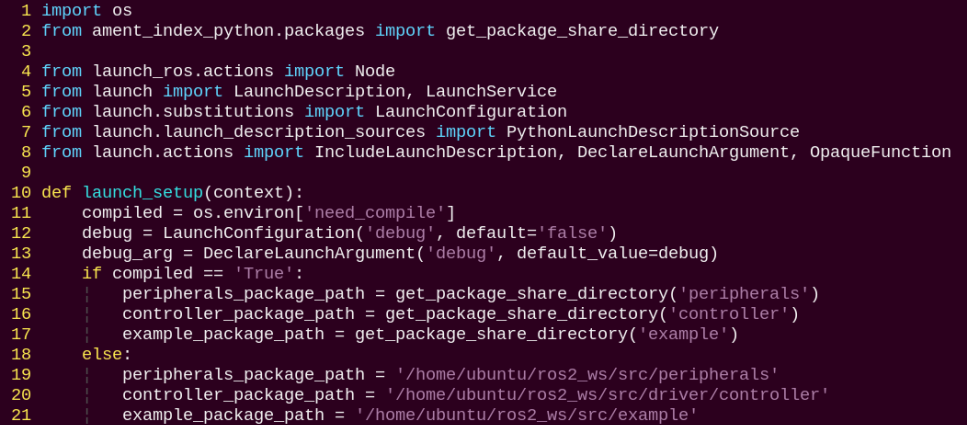 1 import os
2 from ament_index_python.packages import get_package_share_directory
3
4 from launch_ros.actions import Node
5 from launch import LaunchDescription, LaunchService
6 from launch.substitutions import LaunchConfiguration
7 from launch.launch_description_sources import PythonLaunchDescriptionSource
8 from launch.actions import IncludeLaunchDescription, DeclareLaunchArgument, OpaqueFunction
9
10 def launch_setup(context):
11     compiled = os.environ['need_compile']
12     debug = LaunchConfiguration('debug', default='false')
13     debug_arg = DeclareLaunchArgument('debug', default_value=debug)
14     if compiled == 'True':
15     ¦   peripherals_package_path = get_package_share_directory('peripherals')
16     ¦   controller_package_path = get_package_share_directory('controller')
17     ¦   example_package_path = get_package_share_directory('example')
18     else:
19     ¦   peripherals_package_path = '/home/ubuntu/ros2_ws/src/peripherals'
20     ¦   controller_package_path = '/home/ubuntu/ros2_ws/src/driver/controller'
21     ¦   example_package_path = '/home/ubuntu/ros2_ws/src/example'